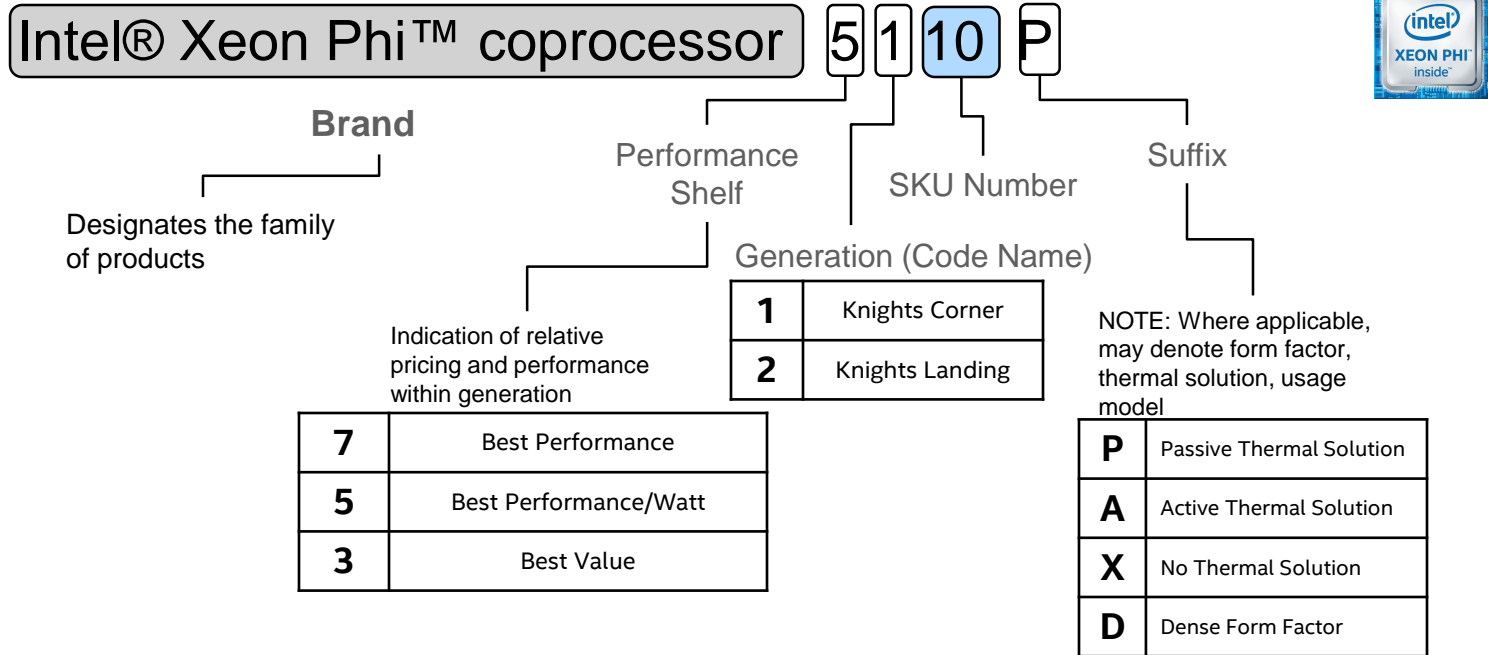 Intel® Xeon Phi™ coprocessor 5 1 10 P
(intel)
XEON PHI™
inside™
Brand
Designates the family
of products
Performance
Shelf
SKU Number
Suffix
Generation (Code Name)
1 Knights Corner
2 Knights Landing
Indication of relative
pricing and performance
within generation
7 Best Performance
5 Best Performance/Watt
3 Best Value
NOTE: Where applicable,
may denote form factor,
thermal solution, usage
model
P Passive Thermal Solution
A Active Thermal Solution
X No Thermal Solution
D Dense Form Factor